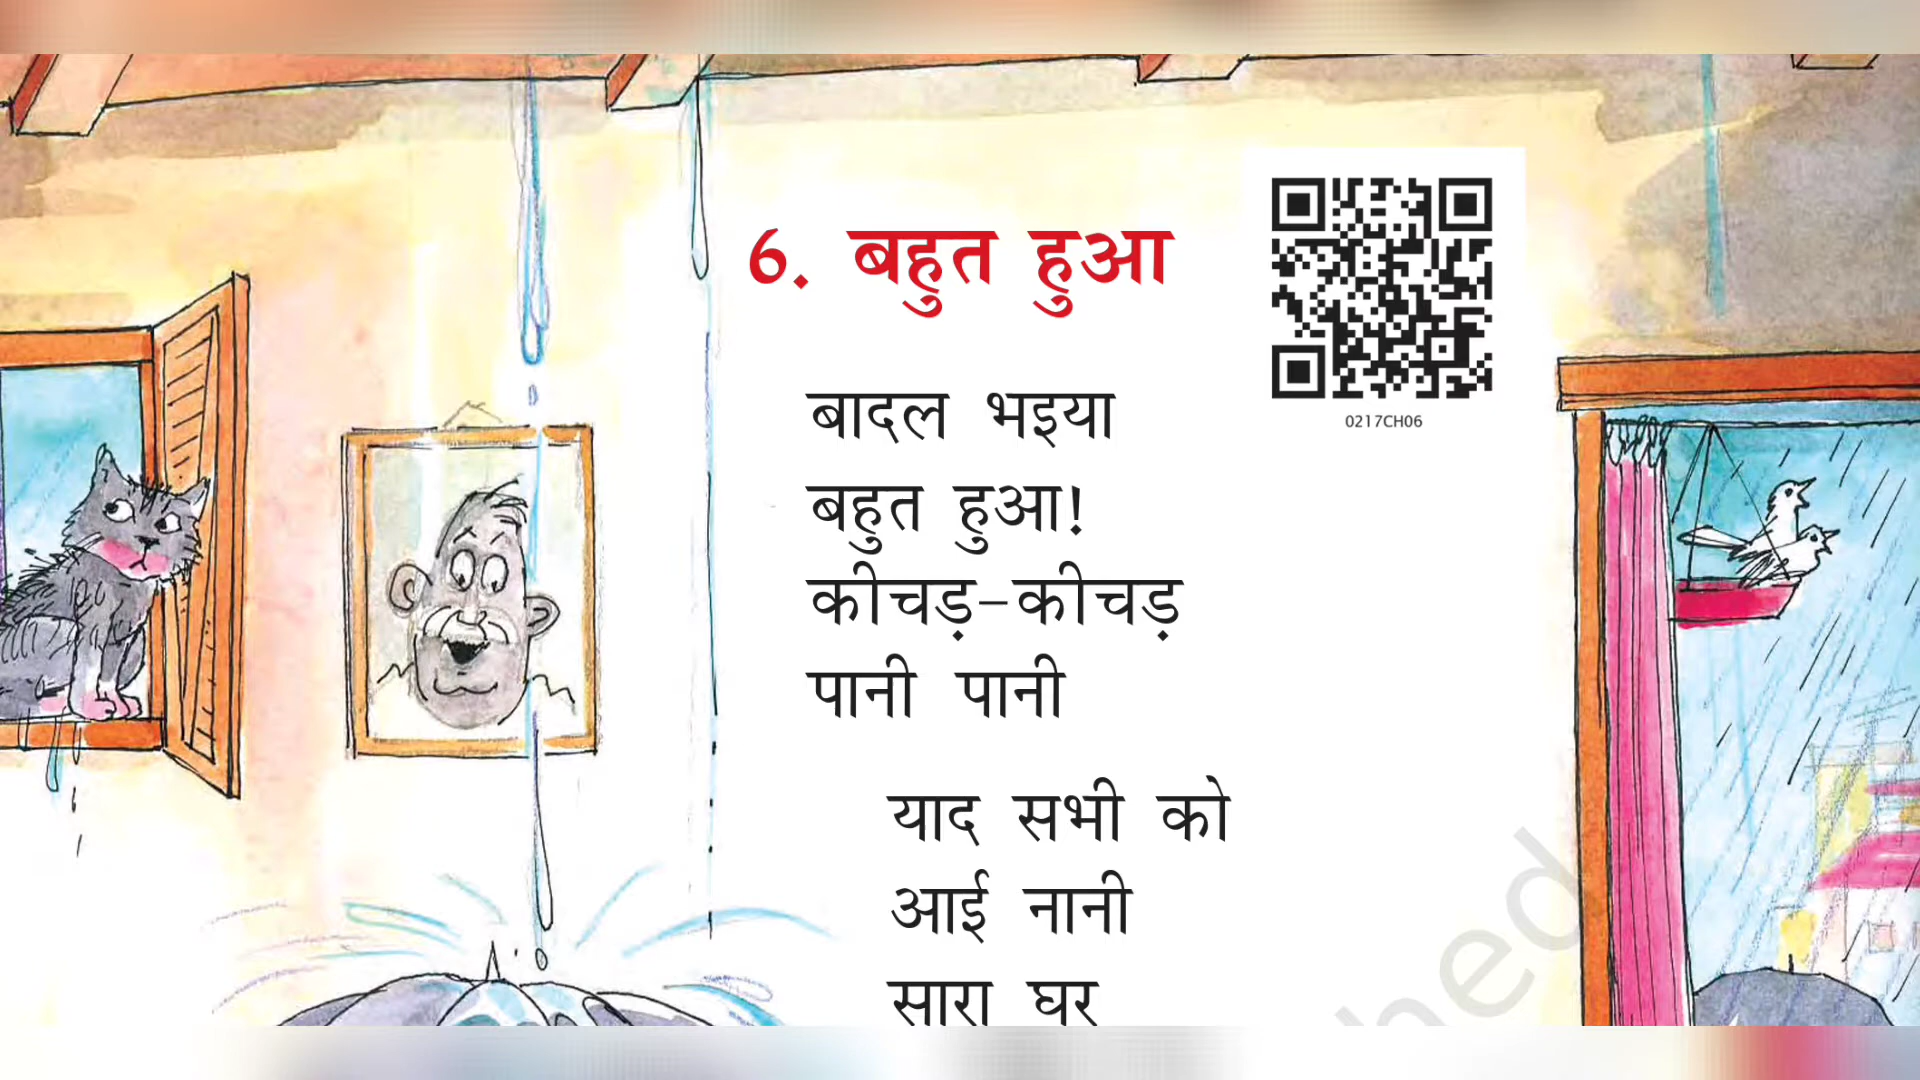 6. बहुत हुआ
0217CH06
बादल भइया
बहुत हुआ!
कीचड़-कीचड़
पानी पानी
याद सभी को
आई नानी
सारा घर